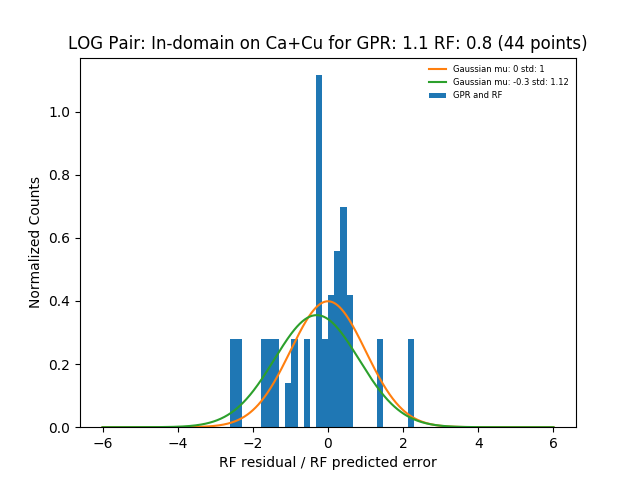 LOG Pair: In-domain on Ca+Cu for GPR: 1.1 RF: 0.8 (44 points)
Gaussian mu: 0 std: 1
Gaussian mu: -0.3 std: 1.12
GPR and RF
1.0
0.8
0.6
0.4
0.2
0.0
Normalized Counts
−6 −4 −2 0 2 4 6
RF residual / RF predicted error